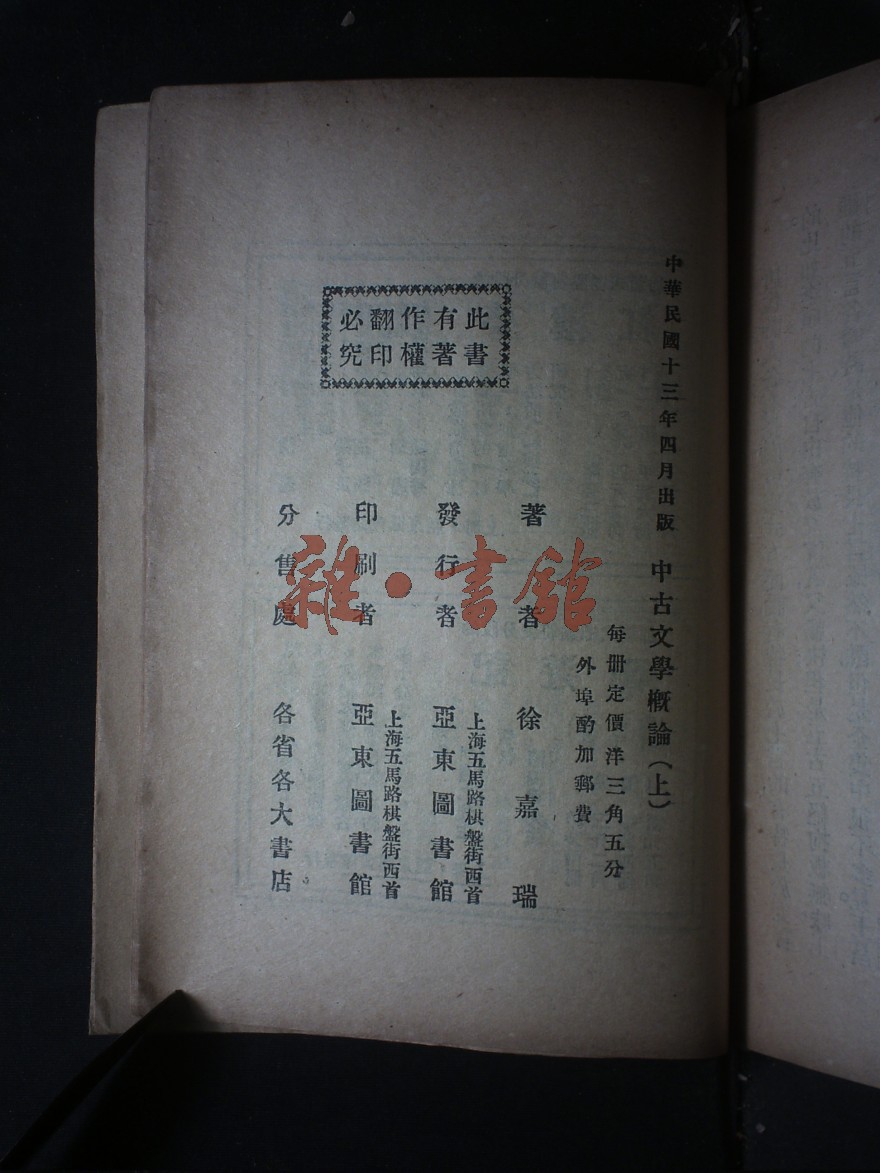 中華民國十三年四月出版
中古文學概論(上)
每册定價洋三角五分
外埠酌加郵費
此書
有著
作權
翻印
必究
著者 徐嘉瑞
上海五馬路棋盤街西首
發行者 亞東圖書館
上海五馬路棋盤街西首
印刷者 亞東圖書館
分售處 各省各大書店
雜·書館